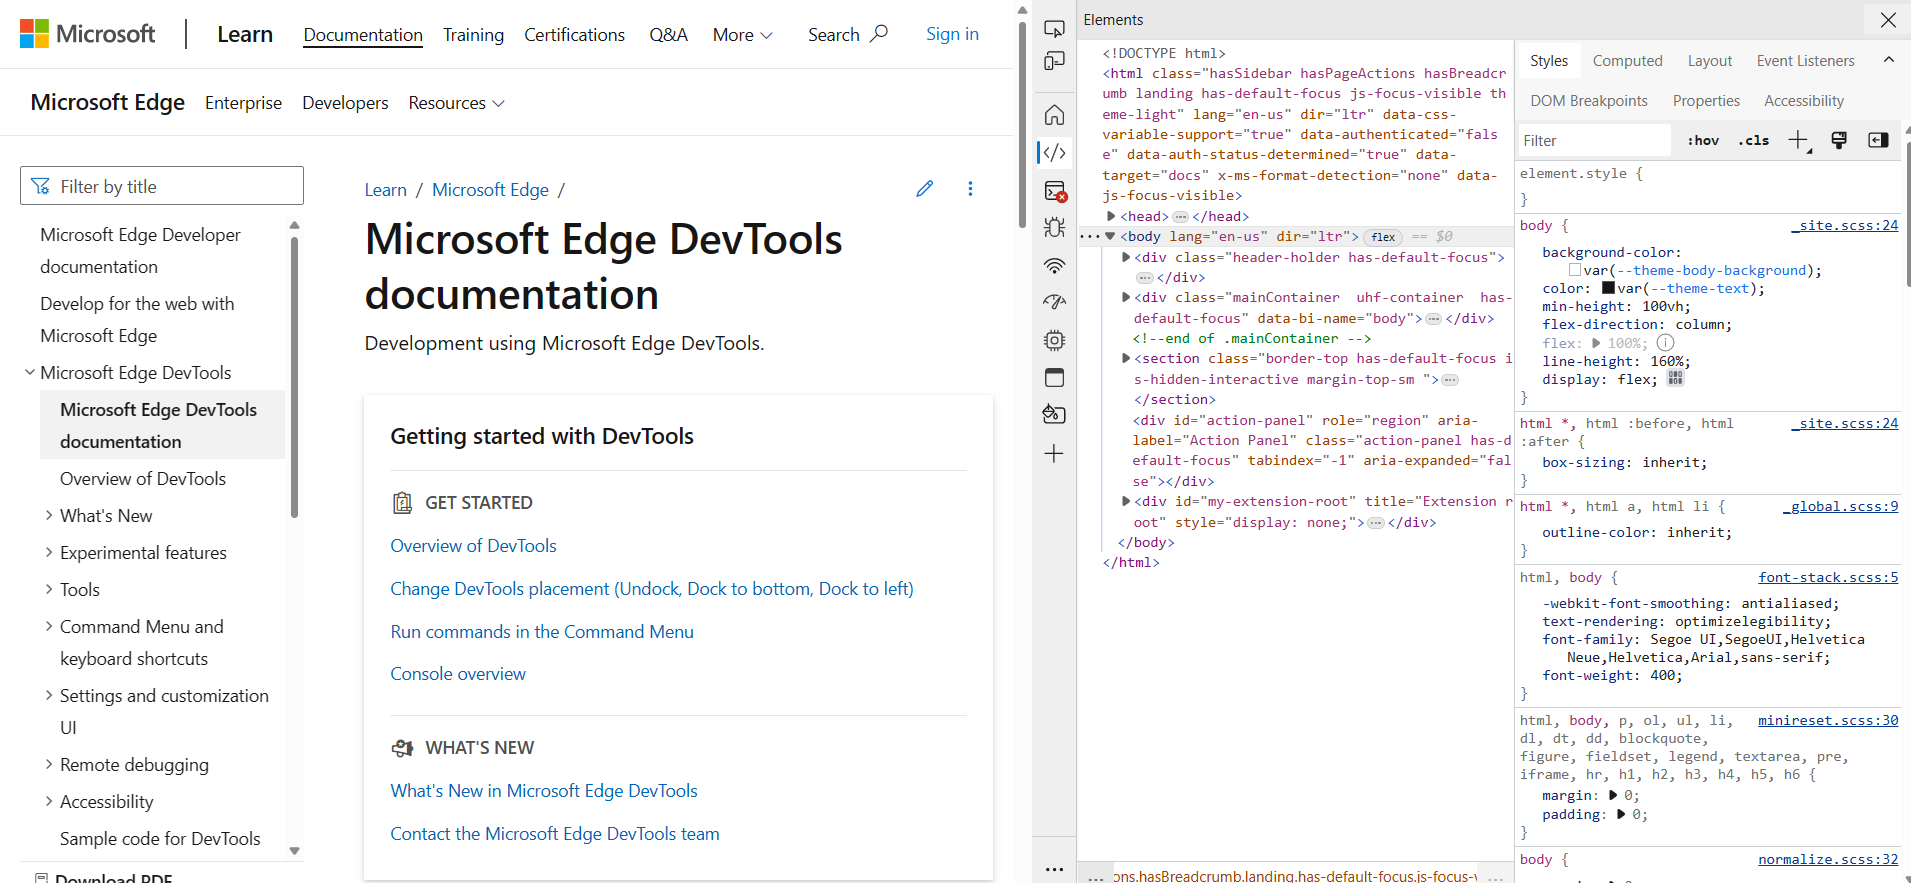 Microsoft
Learn
Documentation
Training
Certifications
Q&A
More
Search
Sign in
Microsoft Edge
Enterprise
Developers
Resources
Filter by title
Microsoft Edge Developer
documentation
Develop for the web with
Microsoft Edge
Microsoft Edge DevTools
Microsoft Edge DevTools
documentation
Overview of DevTools
What's New
Experimental features
Tools
Command Menu and
keyboard shortcuts
Settings and customization
UI
Remote debugging
Accessibility
Sample code for DevTools
Download PDF
Learn / Microsoft Edge /
Microsoft Edge DevTools
documentation
Development using Microsoft Edge DevTools.
Getting started with DevTools
GET STARTED
Overview of DevTools
Change DevTools placement (Undock, Dock to bottom, Dock to left)
Run commands in the Command Menu
Console overview
WHAT'S NEW
What's New in Microsoft Edge DevTools
Contact the Microsoft Edge DevTools team
Elements
<!DOCTYPE html>
<html class="hasSidebar hasPageActions hasBreadcr
umb landing has-default-focus js-focus-visible th
eme-light" lang="en-us" dir="ltr" data-css-
variable-support="true" data-authenticated="fals
e" data-auth-status-determined="true" data-
target="docs" x-ms-format-detection="none" data-
js-focus-visible>
<head>…</head>
…<body lang="en-us" dir="ltr"> flex == $0
<div class="header-holder has-default-focus">
…</div>
<div class="mainContainer  uhf-container  has-
default-focus" data-bi-name="body">…</div>
<!--end of .mainContainer -->
<section class="border-top has-default-focus i
s-hidden-interactive margin-top-sm ">…
</section>
<div id="action-panel" role="region" aria-
label="Action Panel" class="action-panel has-d
efault-focus" tabindex="-1" aria-expanded="fal
se"></div>
<div id="my-extension-root" title="Extension r
oot" style="display: none;">…</div>
</body>
</html>
… ons.hasBreadcrumb.landing.has-default-focus.js-focus-v …
Styles
Computed
Layout
Event Listeners
DOM Breakpoints
Properties
Accessibility
Filter
:hov
.cls
element.style {
}
body { _site.scss:24
background-color:
var(--theme-body-background);
color: var(--theme-text);
min-height: 100vh;
flex-direction: column;
flex: 100%;
line-height: 160%;
display: flex;
}
html *, html :before, html _site.scss:24
:after {
box-sizing: inherit;
}
html *, html a, html li { _global.scss:9
outline-color: inherit;
}
html, body { font-stack.scss:5
-webkit-font-smoothing: antialiased;
text-rendering: optimizelegibility;
font-family: Segoe UI,SegoeUI,Helvetica
Neue,Helvetica,Arial,sans-serif;
font-weight: 400;
}
html, body, p, ol, ul, li, minireset.scss:30
dl, dt, dd, blockquote,
figure, fieldset, legend, textarea, pre,
iframe, hr, h1, h2, h3, h4, h5, h6 {
margin: 0;
padding: 0;
}
body { normalize.scss:32